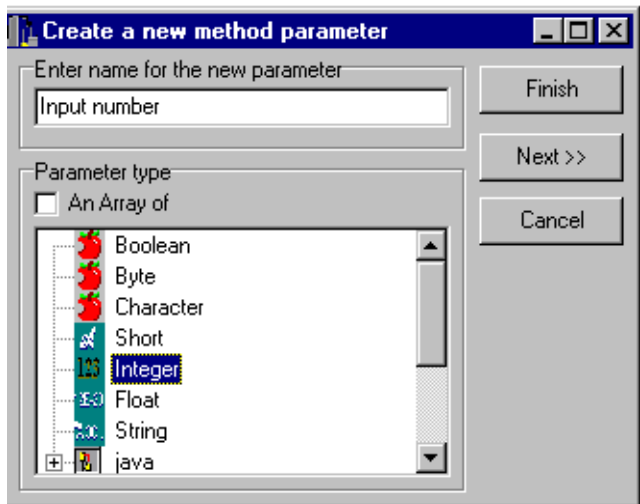 Create a new method parameter
Enter name for the new parameter
Input number
Finish
Next >>
Cancel
Parameter type
An Array of
Boolean
Byte
Character
Short
123 Integer
Float
String
java